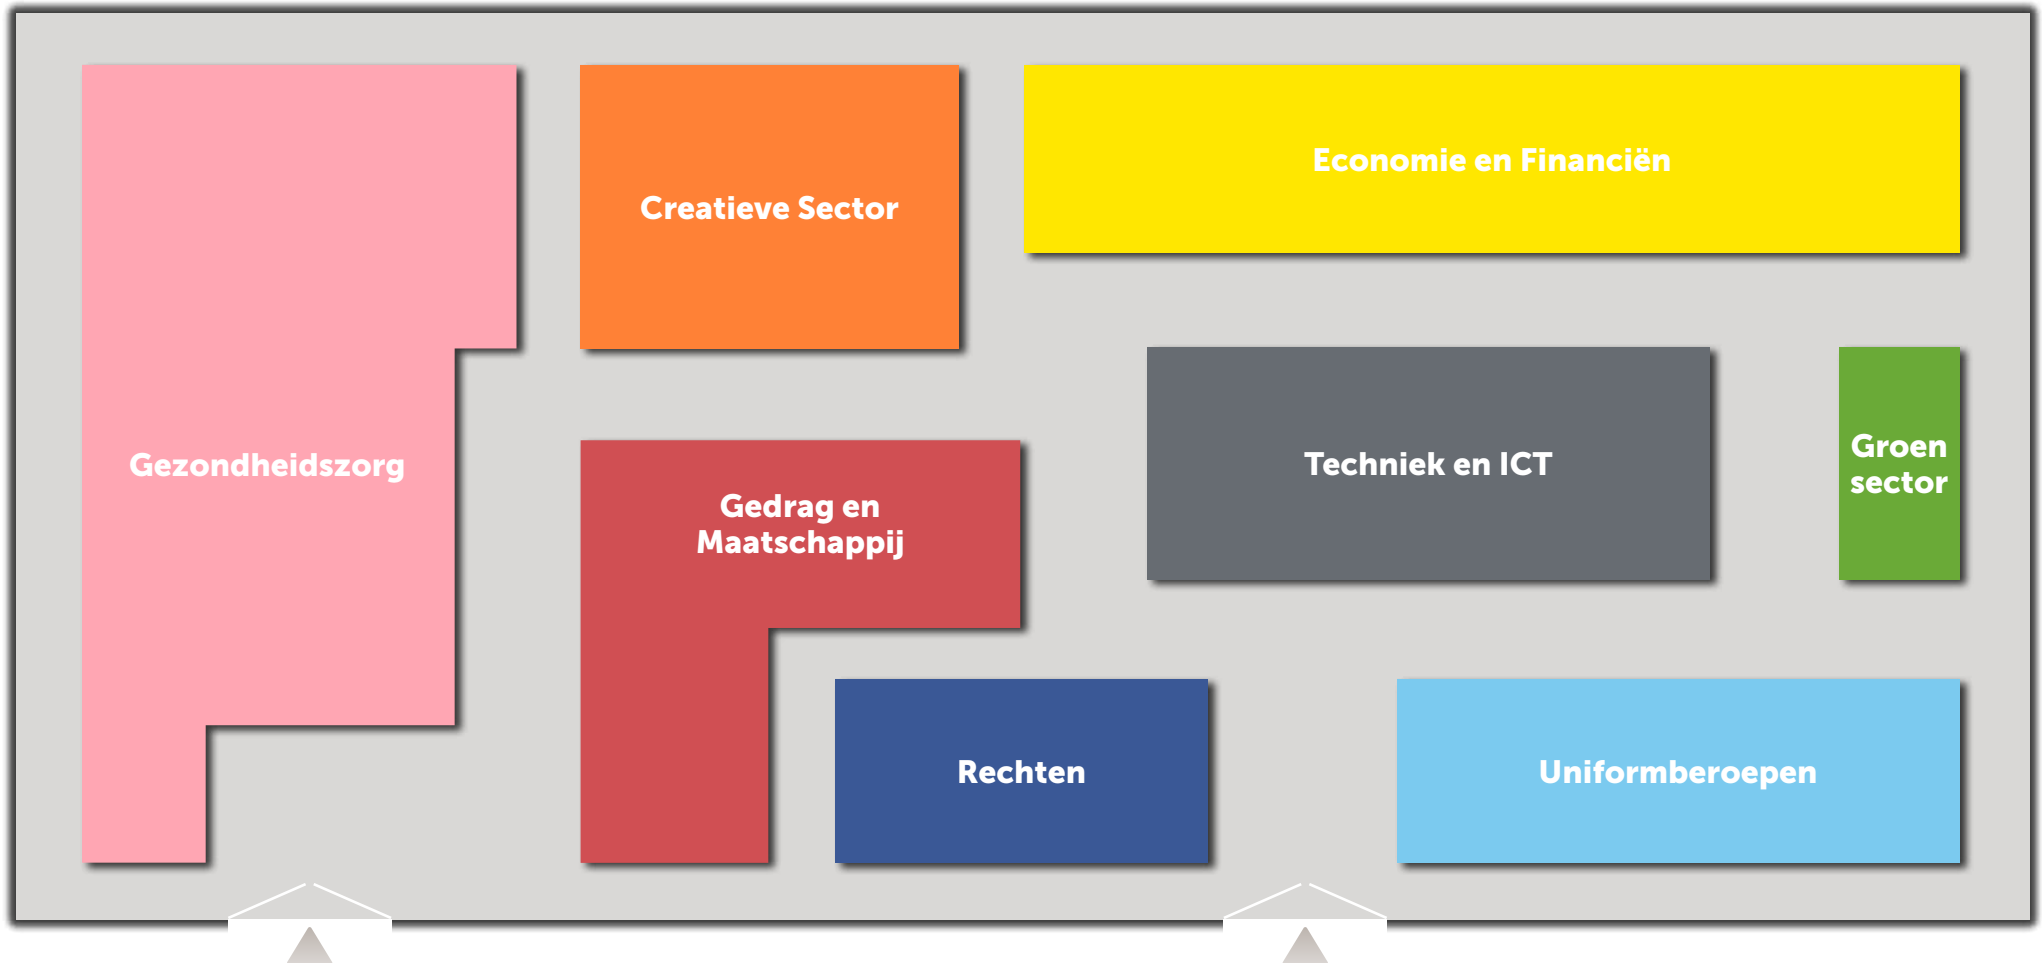 Economie en Financiën
Creatieve Sector
Gezondheidszorg
Gedrag en
Maatschappij
Techniek en ICT
Groen
sector
Rechten
Uniformberoepen